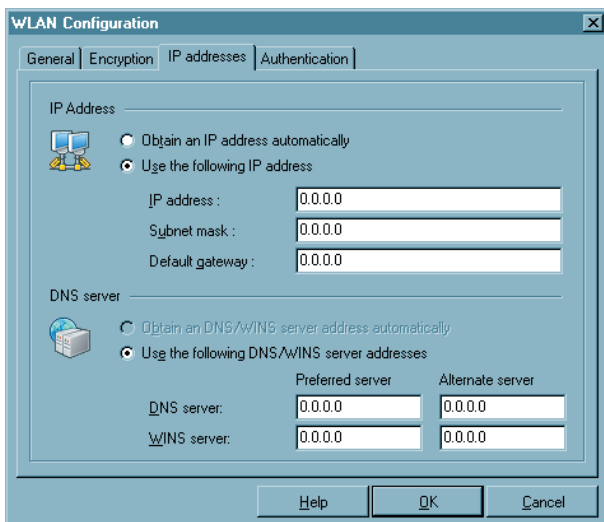 WLAN Configuration
General Encryption IP addresses Authentication
IP Address
Obtain an IP address automatically
Use the following IP address
IP address : 0.0.0.0
Subnet mask : 0.0.0.0
Default gateway : 0.0.0.0
DNS server
Obtain an DNS/WINS server address automatically
Use the following DNS/WINS server addresses
Preferred server Alternate server
DNS server: 0.0.0.0 0.0.0.0
WINS server: 0.0.0.0 0.0.0.0
Help OK Cancel